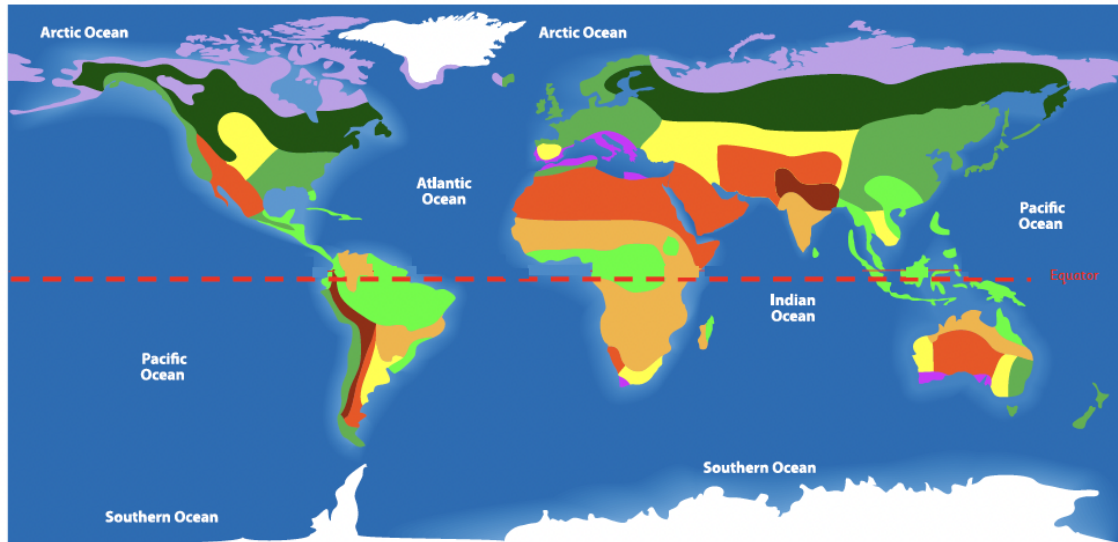 Arctic Ocean
Arctic Ocean
Atlantic
Ocean
Pacific
Ocean
Equator
Indian
Ocean
Pacific
Ocean
Southern Ocean
Southern Ocean